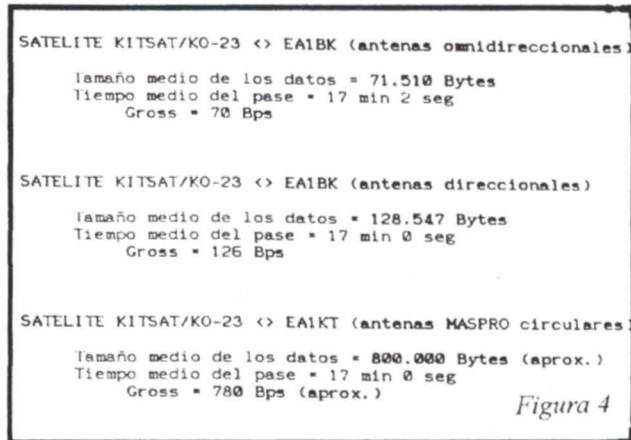 SATELITE KITSAT/KO-23 <> EA1BK (antenas omnidireccionales)
Tamaño medio de los datos = 71.510 Bytes
Tiempo medio del pase = 17 min 2 seg
Gross = 70 Bps
SATELITE KITSAT/KO-23 <> EA1BK (antenas direccionales)
Tamaño medio de los datos = 128.547 Bytes
Tiempo medio del pase = 17 min 0 seg
Gross = 126 Bps
SATELITE KITSAT/KO-23 <> EA1KT (antenas MASPRO circulares)
Tamaño medio de los datos = 800.000 Bytes (aprox.)
Tiempo medio del pase = 17 min 0 seg
Gross = 780 Bps (aprox.)
Figura 4